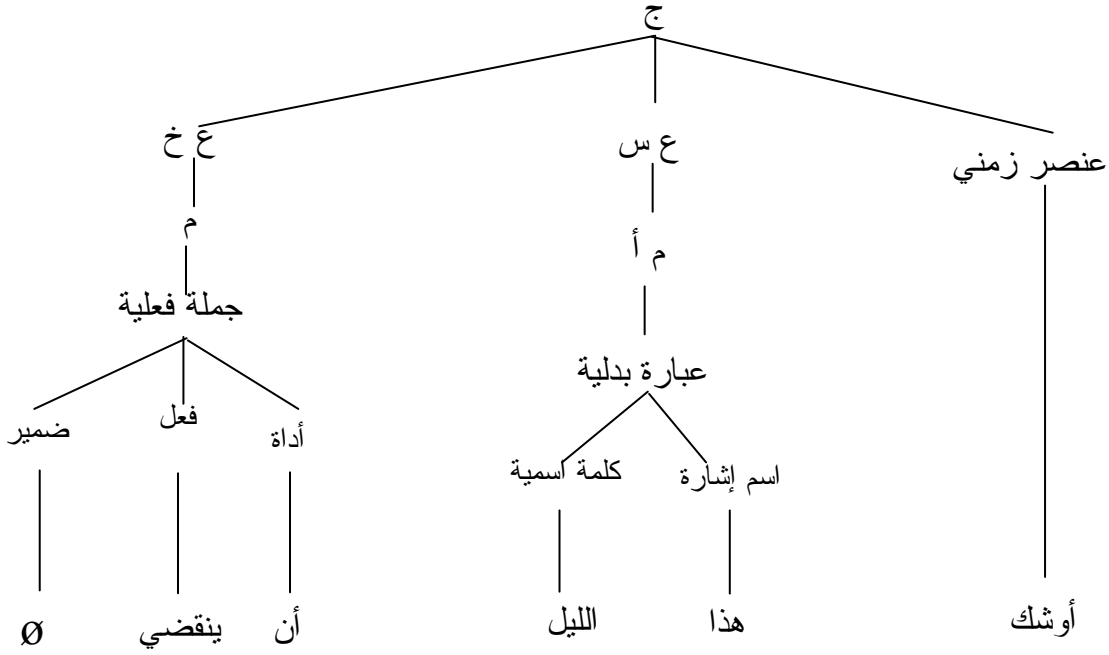 ج
عنصر زمني ع س ع خ
م أ م
عبارة بدلية جملة فعلية
اسم إشارة كلمة اسمية أداة فعل ضمير
أوشك هذا الليل أن ينقضي Ø